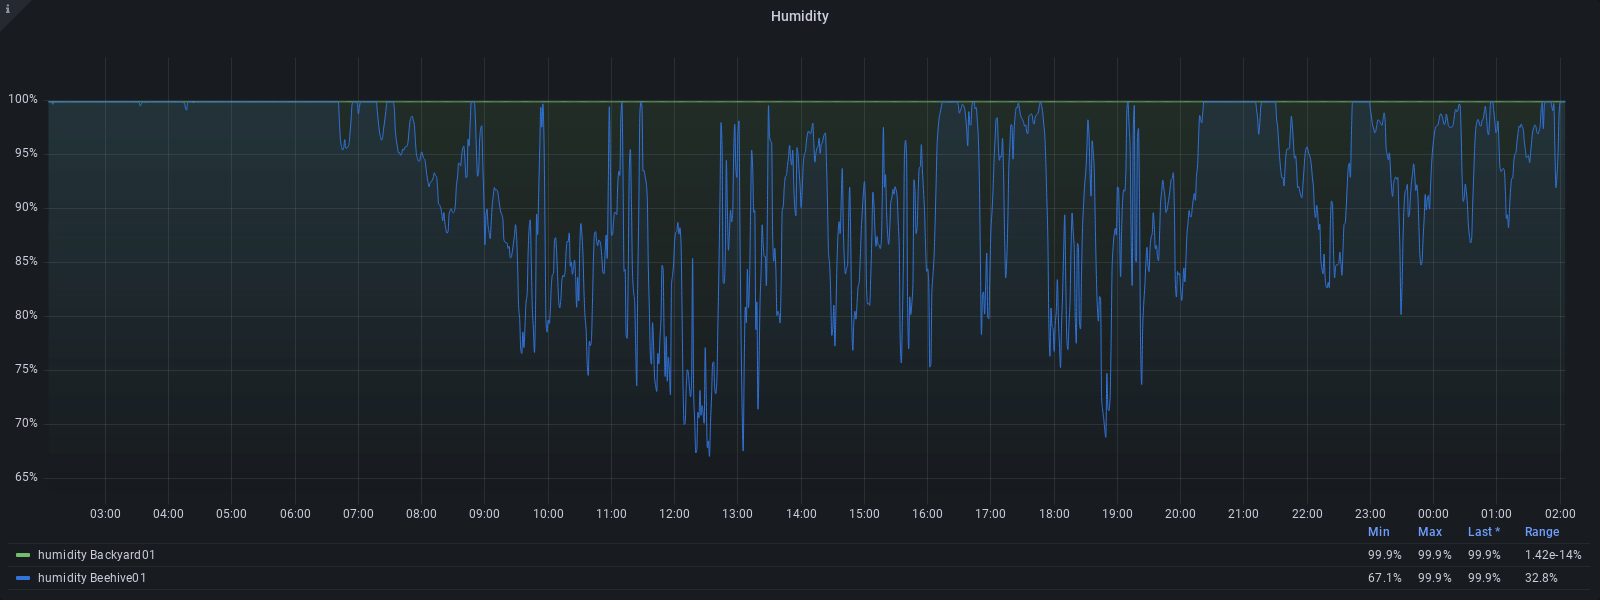 i
Humidity
100%
95%
90%
85%
80%
75%
70%
65%
03:00 04:00 05:00 06:00 07:00 08:00 09:00 10:00 11:00 12:00 13:00 14:00 15:00 16:00 17:00 18:00 19:00 20:00 21:00 22:00 23:00 00:00 01:00 02:00
Min Max Last * Range
humidity Backyard01 99.9% 99.9% 99.9% 1.42e-14%
humidity Beehive01 67.1% 99.9% 99.9% 32.8%